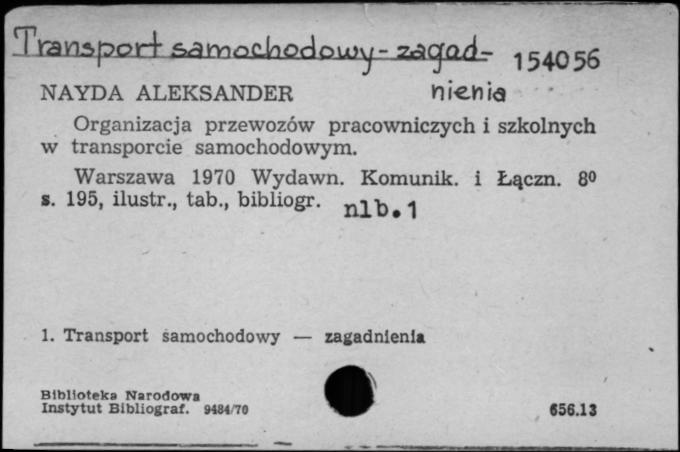 Transport samochodowy - zagad- 154056
NAYDA ALEKSANDER nienia
Organizacja przewozów pracowniczych i szkolnych
w transporcie samochodowym.
Warszawa 1970 Wydawn. Komunik. i Łączn. 8⁰
s. 195, ilustr., tab., bibliogr. nlb. 1
1. Transport samochodowy — zagadnienia
Biblioteka Narodowa
Instytut Bibliograf. 9484/70 656.13